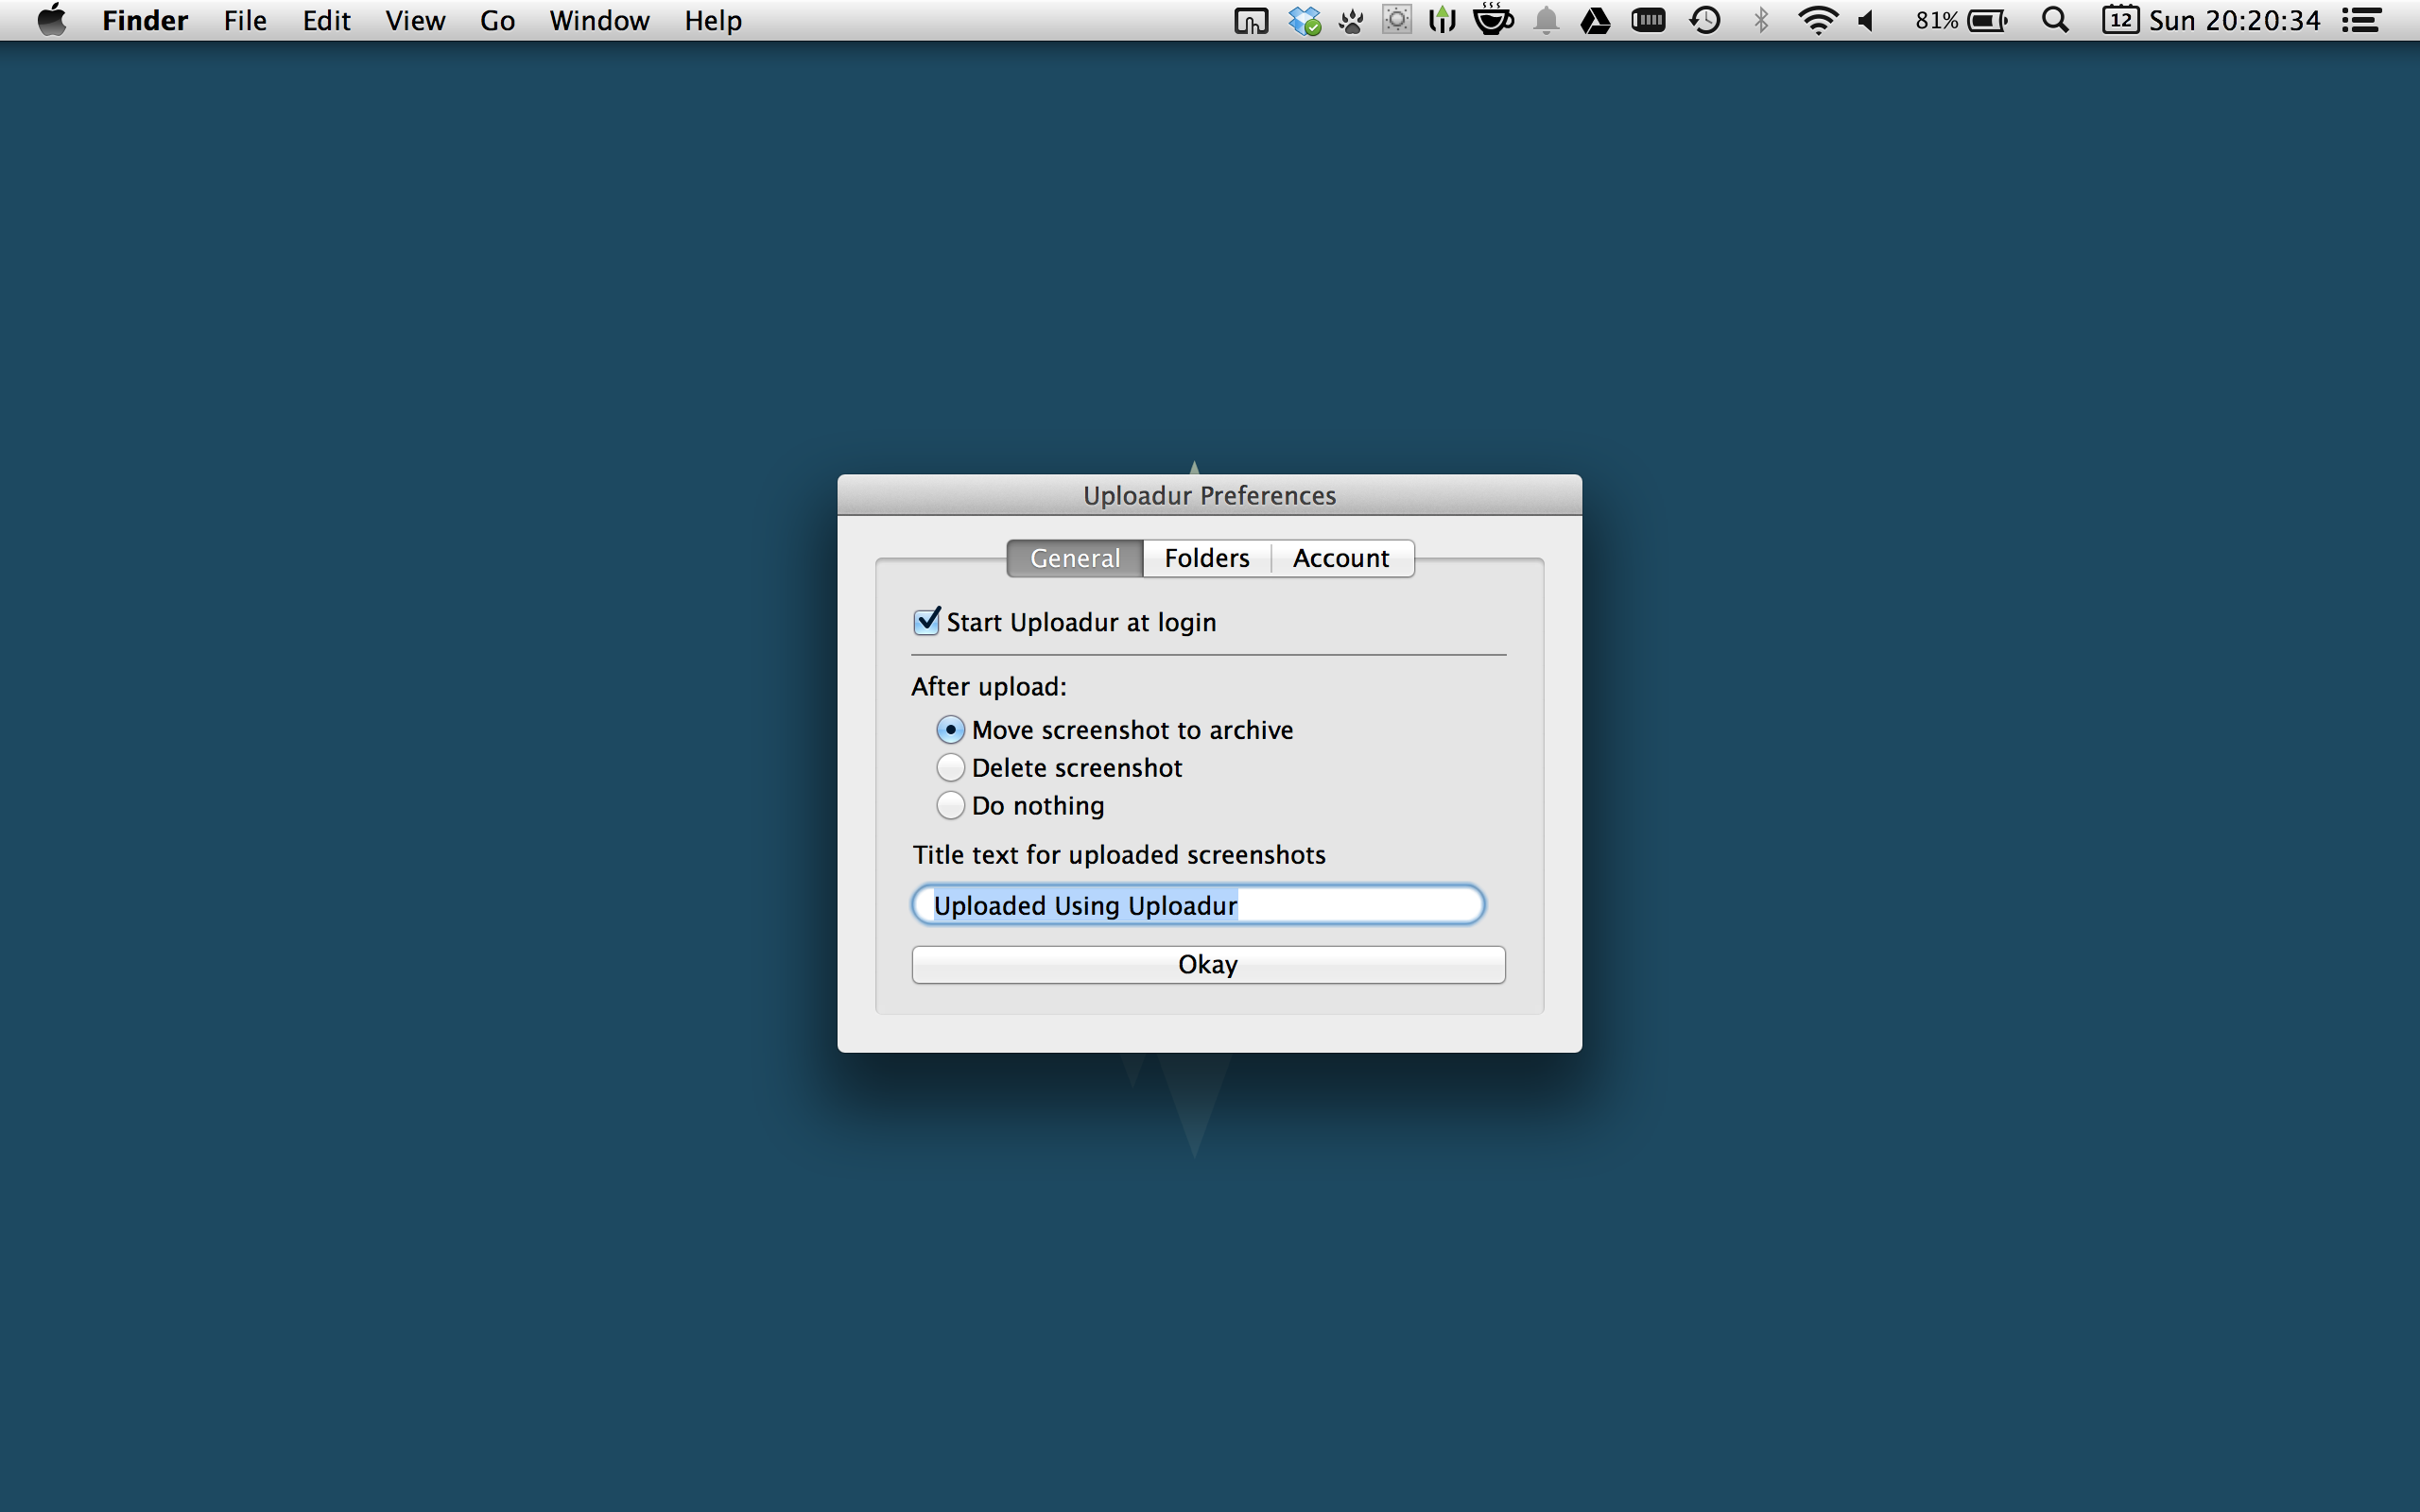 Finder File Edit View Go Window Help 81% 12 Sun 20:20:34
Uploadur Preferences
General Folders Account
Start Uploadur at login
After upload:
Move screenshot to archive
Delete screenshot
Do nothing
Title text for uploaded screenshots
Uploaded Using Uploadur
Okay